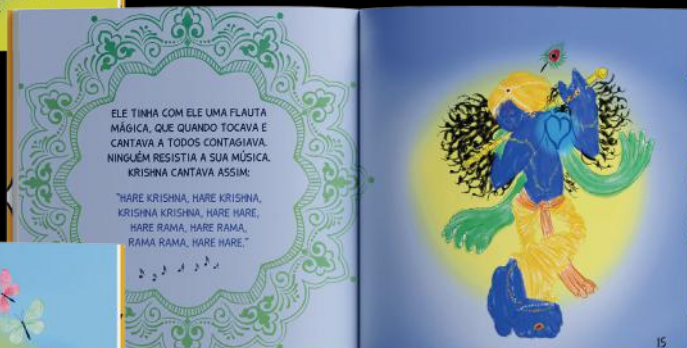 ELE TINHA COM ELE UMA FLAUTA
MÁGICA, QUE QUANDO TOCAVA E
CANTAVA A TODOS CONTAGIAVA.
NINGUÉM RESISTIA A SUA MÚSICA.
KRISHNA CANTAVA ASSIM:
"HARE KRISHNA, HARE KRISHNA,
KRISHNA KRISHNA, HARE HARE,
HARE RAMA, HARE RAMA,
RAMA RAMA, HARE HARE."
15